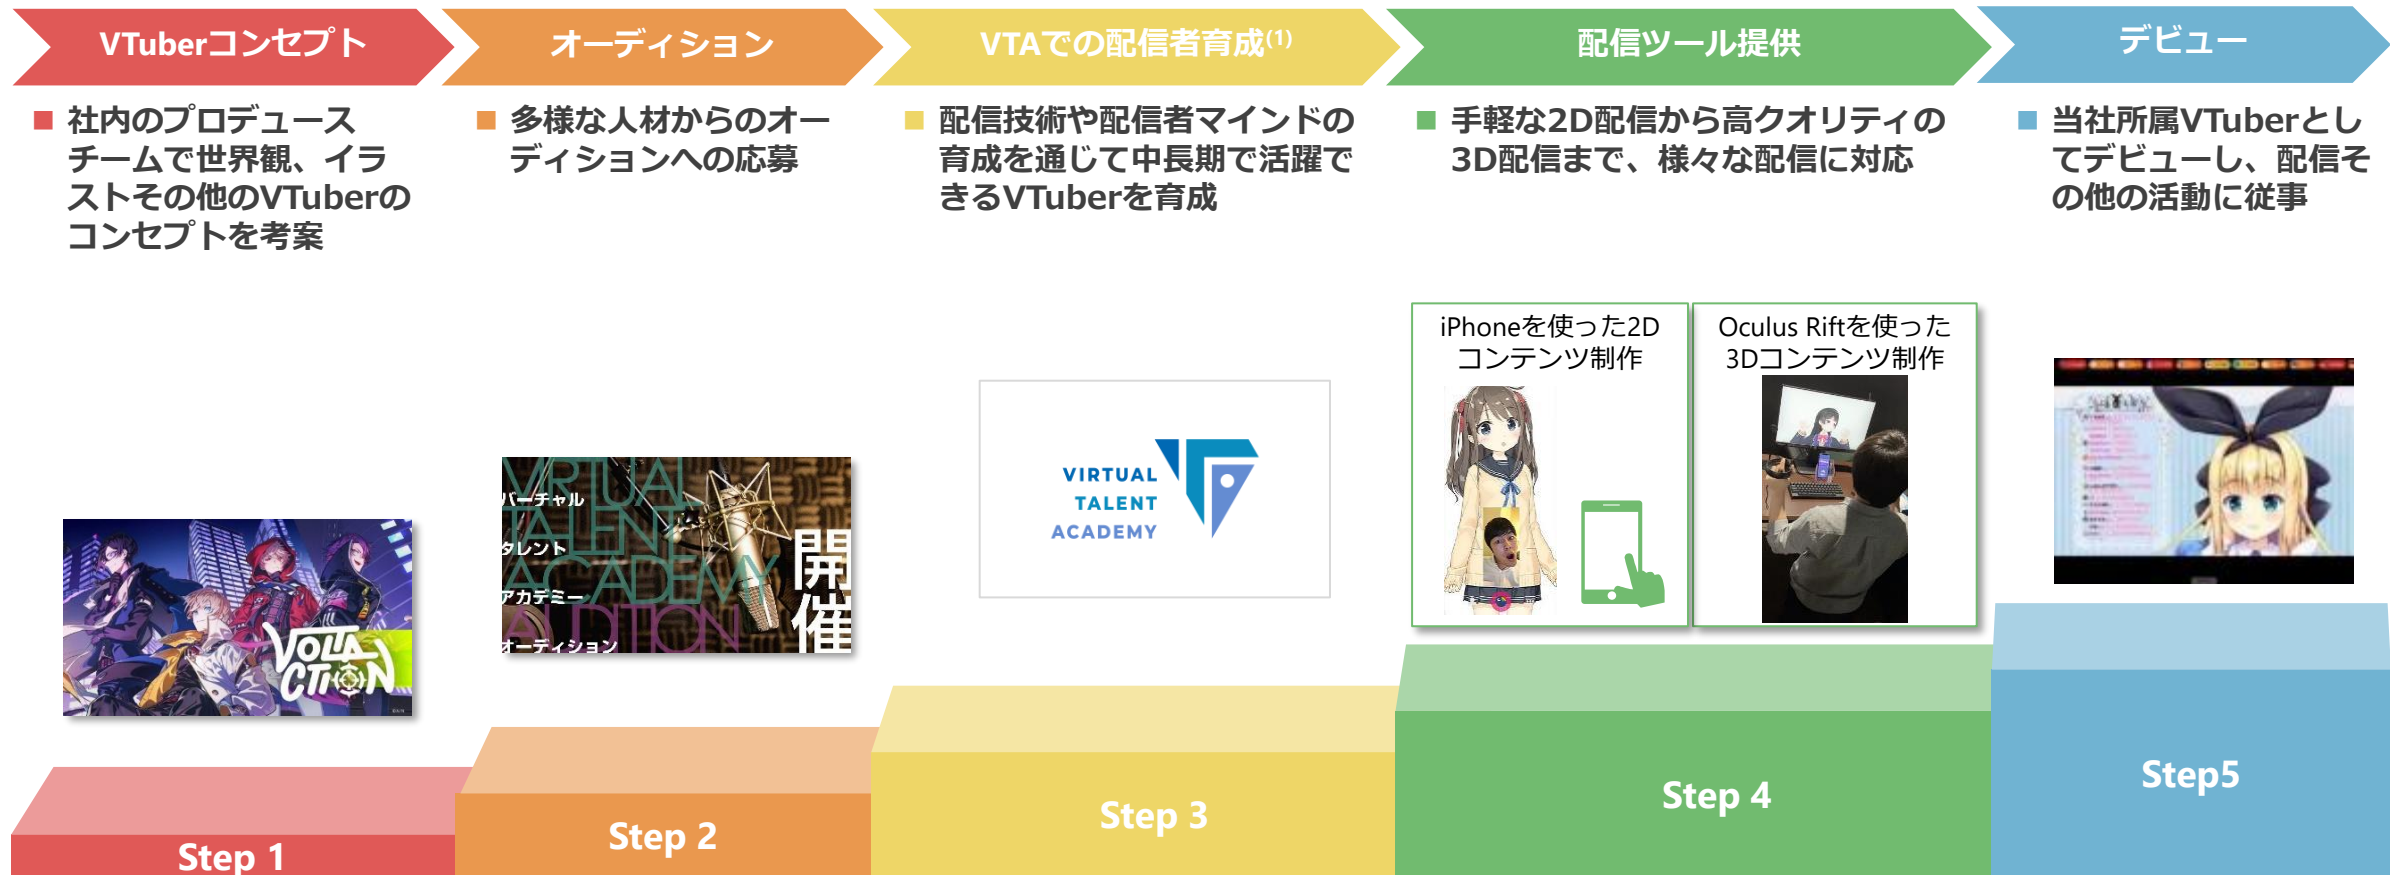 VTuberコンセプト
オーディション
VTAでの配信者育成(1)
配信ツール提供
デビュー
■ 社内のプロデュース
チームで世界観、イラ
ストその他のVTuberの
コンセプトを考案
■ 多様な人材からのオー
ディションへの応募
■ 配信技術や配信者マインドの
育成を通じて中長期で活躍で
きるVTuberを育成
■ 手軽な2D配信から高クオリティの
3D配信まで、様々な配信に対応
■ 当社所属VTuberとし
てデビューし、配信そ
の他の活動に従事
VOLTA
CTION
VIRTUAL
バーチャル
TALENT
タレント
ACADEMY
アカデミー
AUDITION
オーディション
開催
VIRTUAL
TALENT
ACADEMY
iPhoneを使った2D
コンテンツ制作
Oculus Riftを使った
3Dコンテンツ制作
Step 1
Step 2
Step 3
Step 4
Step5